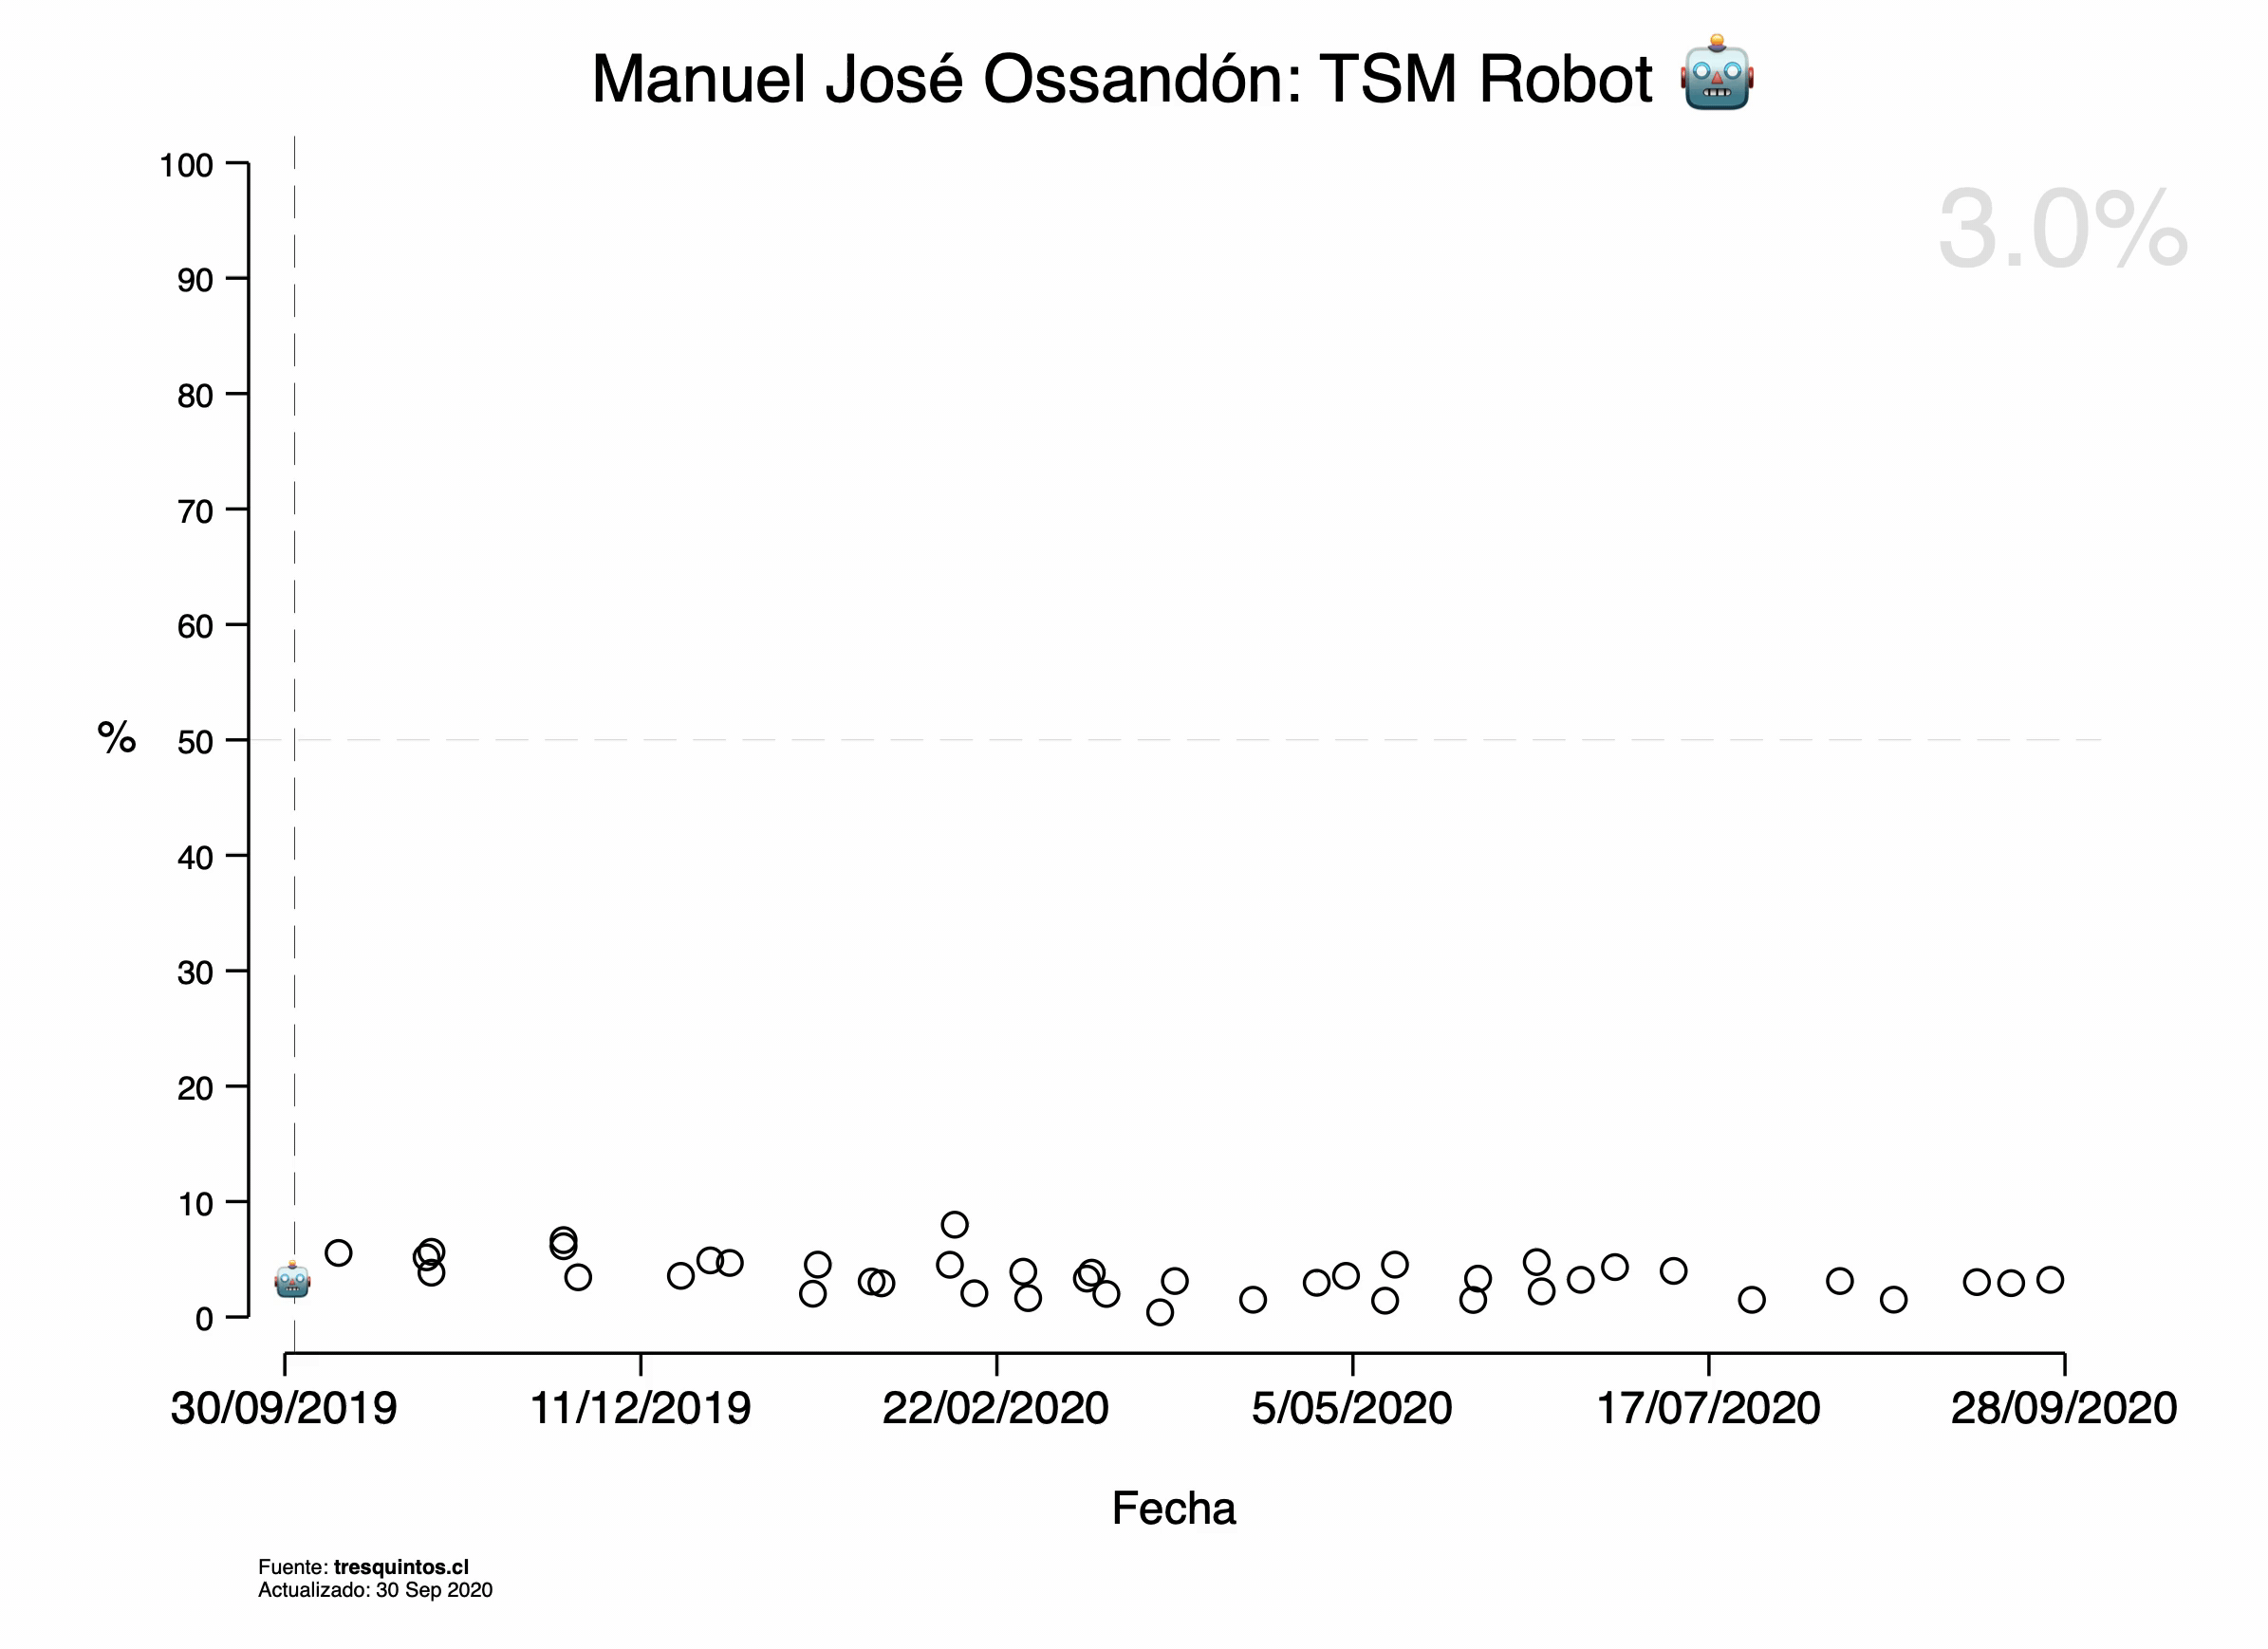 Manuel José Ossandón: TSM Robot 🤖
3.0%
100
90
80
70
60
50
40
30
20
10
0
%
30/09/2019 11/12/2019 22/02/2020 5/05/2020 17/07/2020 28/09/2020
Fecha
Fuente: tresquintos.cl
Actualizado: 30 Sep 2020